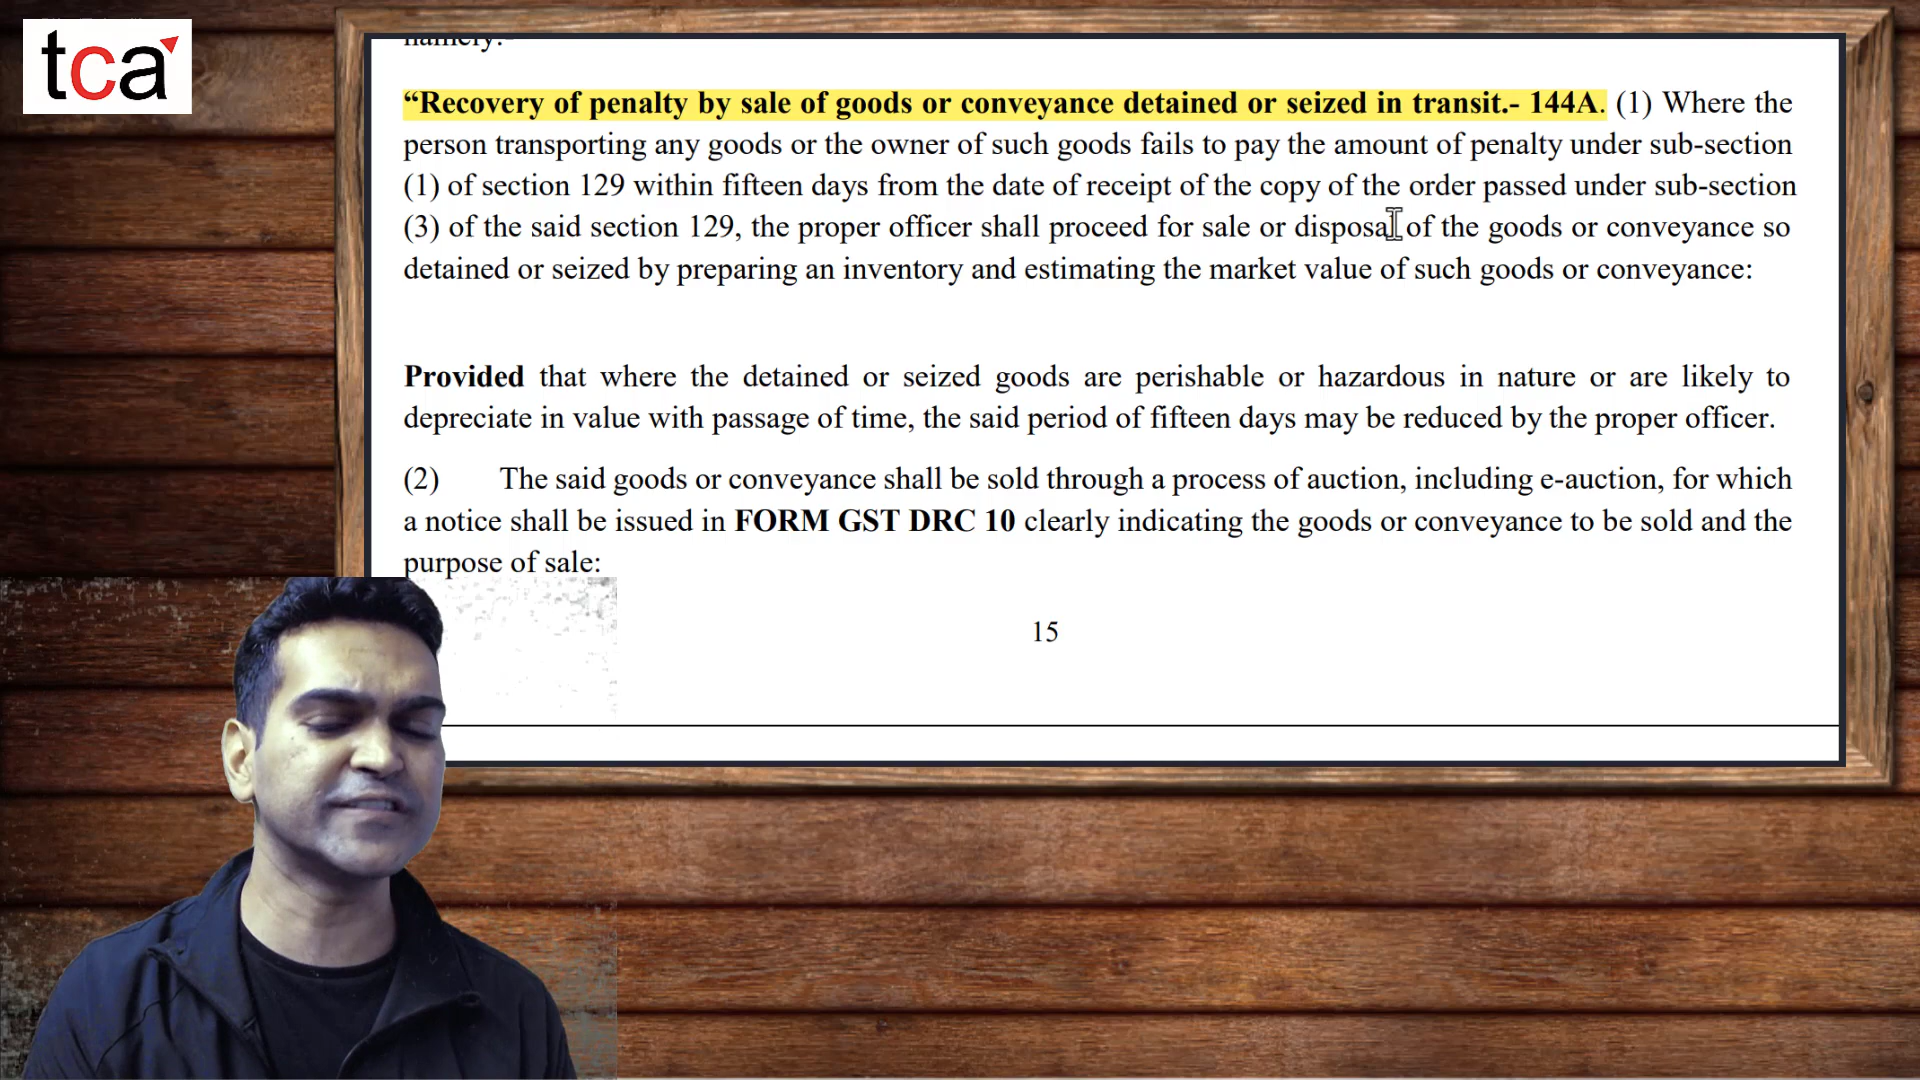 tca
namely:-
“Recovery of penalty by sale of goods or conveyance detained or seized in transit.- 144A. (1) Where the
person transporting any goods or the owner of such goods fails to pay the amount of penalty under sub-section
(1) of section 129 within fifteen days from the date of receipt of the copy of the order passed under sub-section
(3) of the said section 129, the proper officer shall proceed for sale or disposal of the goods or conveyance so
detained or seized by preparing an inventory and estimating the market value of such goods or conveyance:
Provided that where the detained or seized goods are perishable or hazardous in nature or are likely to
depreciate in value with passage of time, the said period of fifteen days may be reduced by the proper officer.
(2) The said goods or conveyance shall be sold through a process of auction, including e-auction, for which
a notice shall be issued in FORM GST DRC 10 clearly indicating the goods or conveyance to be sold and the
purpose of sale:
15